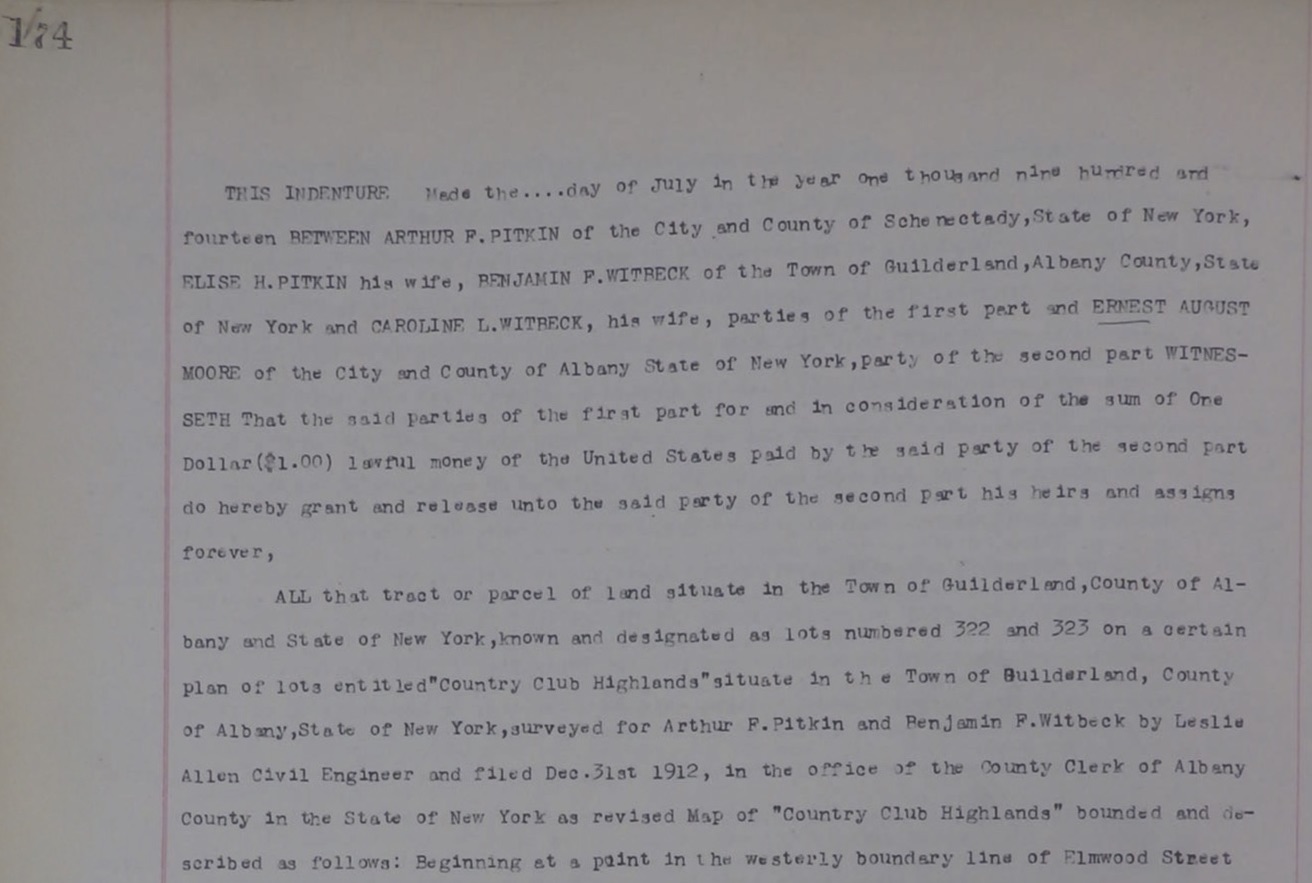 174
THIS INDENTURE Made the....day of July in the year one thousand nine hundred and
fourteen BETWEEN ARTHUR F.PITKIN of the City and County of Schenectady,State of New York,
ELISE H.PITKIN his wife, BENJAMIN F.WITBECK of the Town of Guilderland,Albany County,State
of New York and CAROLINE L.WITBECK, his wife, parties of the first part and ERNEST AUGUST
MOORE of the City and County of Albany State of New York,party of the second part WITNES-
SETH That the said parties of the first part for and in consideration of the sum of One
Dollar($1.00) lawful money of the United States paid by the said party of the second part
do hereby grant and release unto the said party of the second part his heirs and assigns
forever,
ALL that tract or parcel of land situate in the Town of Guilderland,County of Al-
bany and State of New York,known and designated as lots numbered 322 and 323 on a certain
plan of lots entitled"Country Club Highlands"situate in the Town of Guilderland, County
of Albany,State of New York,surveyed for Arthur F.Pitkin and Benjamin F.Witbeck by Leslie
Allen Civil Engineer and filed Dec.31st 1912, in the office of the County Clerk of Albany
County in the State of New York as revised Map of "Country Club Highlands" bounded and de-
scribed as follows: Beginning at a point in the westerly boundary line of Elmwood Street